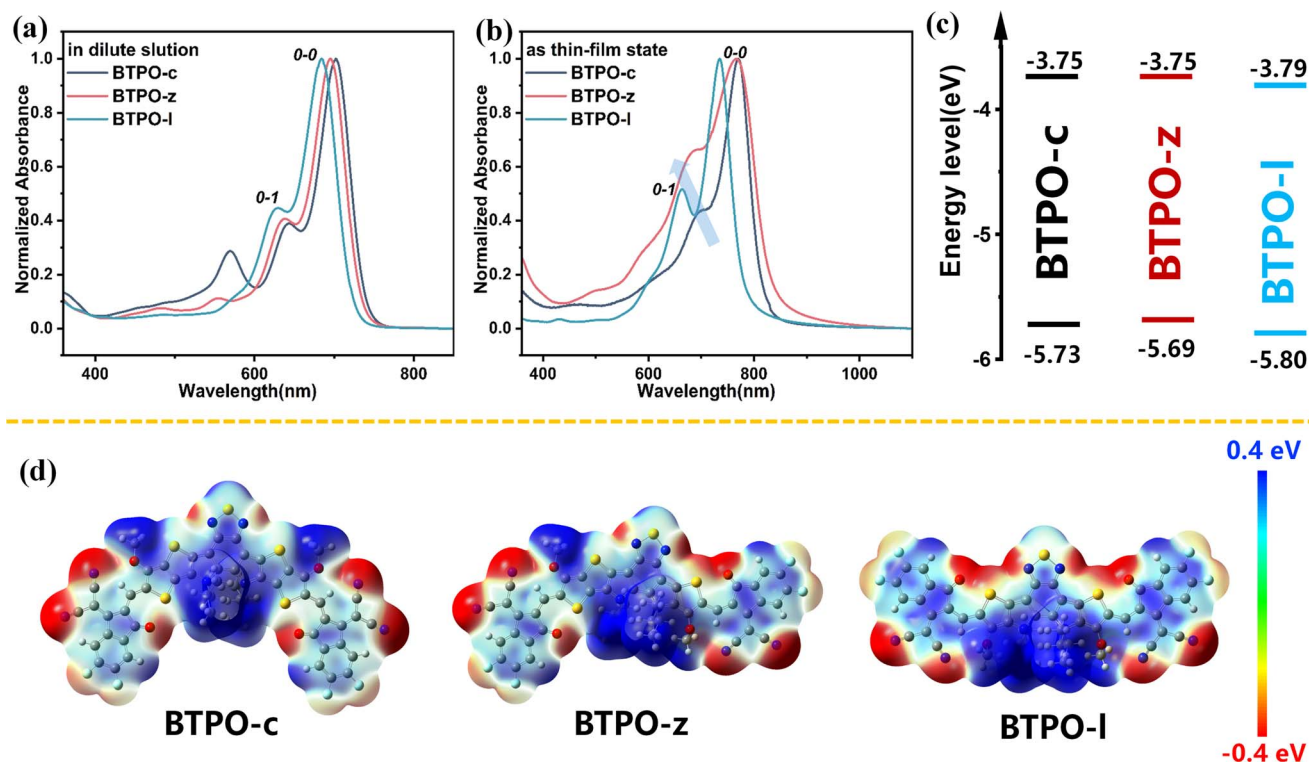 (a)
in dilute slution
BTPO-c
BTPO-z
BTPO-l
0-0
0-1
1.0
0.8
0.6
0.4
0.2
0.0
Normalized Absorbance
400
600
800
Wavelength(nm)
(b)
as thin-film state
BTPO-c
BTPO-z
BTPO-l
0-0
0-1
1.0
0.8
0.6
0.4
0.2
0.0
Normalized Absorbance
400
600
800
1000
Wavelength(nm)
(c)
Energy level(eV)
-4
-5
-6
-3.75
-3.75
-3.79
BTPO-c
BTPO-z
BTPO-l
-5.73
-5.69
-5.80
(d)
0.4 eV
-0.4 eV
BTPO-c
BTPO-z
BTPO-l